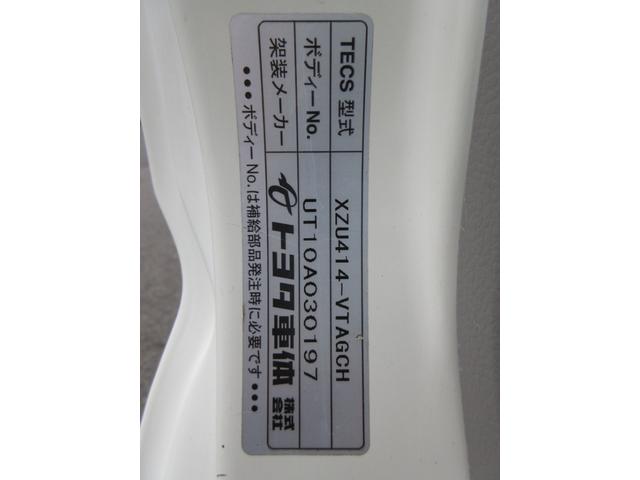 TECS 型式 XZU414-VTAGCH
ボディーNo. UT10A030197
架装メーカー トヨタ車体 株式会社
•••ボディーNo.は補給部品発注時に必要です•••